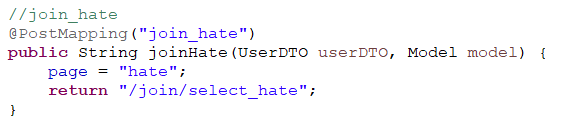 //join_hate
@PostMapping("join_hate")
public String joinHate(UserDTO userDTO, Model model) {
    page = "hate";
    return "/join/select_hate";
}